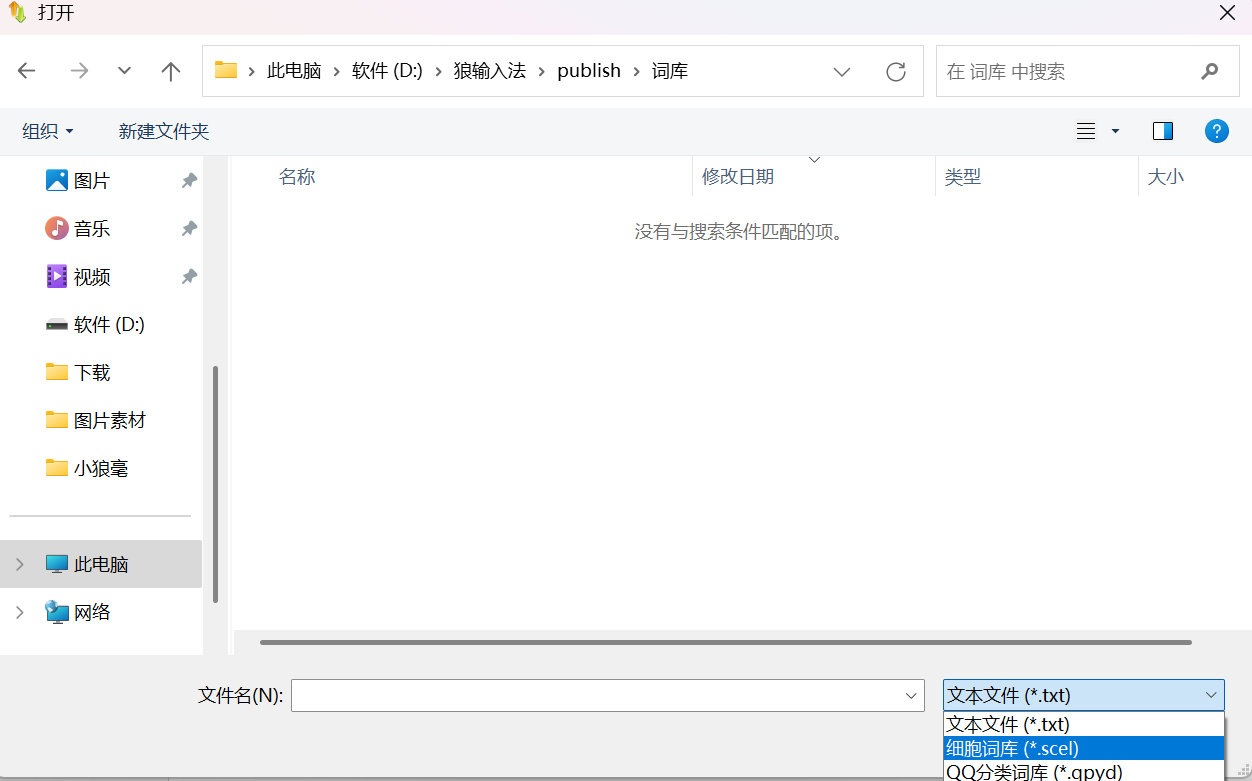 打开
此电脑 › 软件 (D:) › 狼输入法 › publish › 词库
在 词库 中搜索
组织
新建文件夹
?
名称
修改日期
类型
大小
没有与搜索条件匹配的项。
图片
音乐
视频
软件 (D:)
下载
图片素材
小狼毫
此电脑
网络
文件名(N):
文本文件 (*.txt)
文本文件 (*.txt)
细胞词库 (*.scel)
QQ分类词库 (*.qpyd)